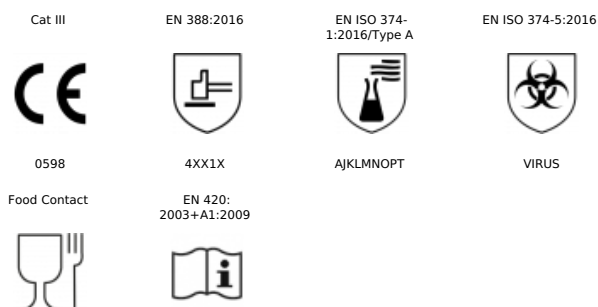 Cat III
EN 388:2016
EN ISO 374-
1:2016/Type A
EN ISO 374-5:2016
CE
i
0598
4XX1X
AJKLMNOPT
VIRUS
Food Contact
EN 420:
2003+A1:2009
i